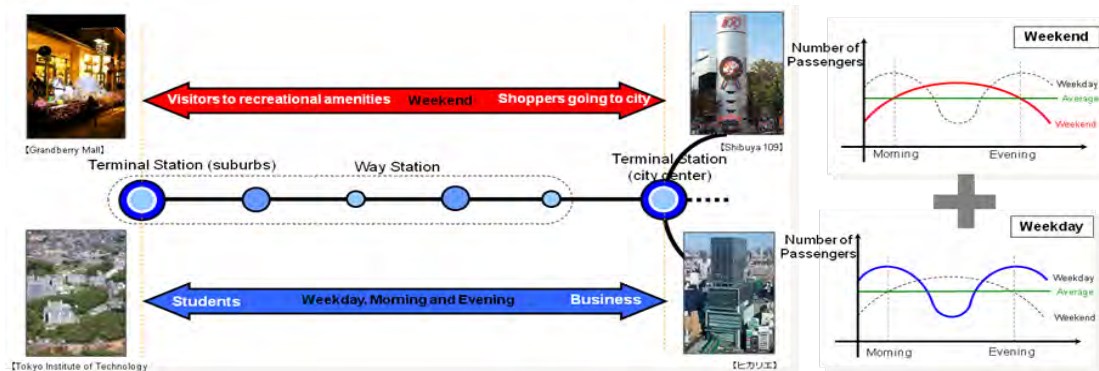 Visitors to recreational amenities
Weekend
Shoppers going to city
【Grandberry Mall】
109
【Shibuya 109】
Terminal Station (suburbs)
Way Station
Terminal Station
(city center)
Students
Weekday, Morning and Evening
Business
【Tokyo Institute of Technology
【ヒカリエ】
Number of
Passengers
Weekend
Weekday
Average
Weekend
Morning
Evening
Number of
Passengers
Weekday
Weekday
Average
Weekend
Morning
Evening